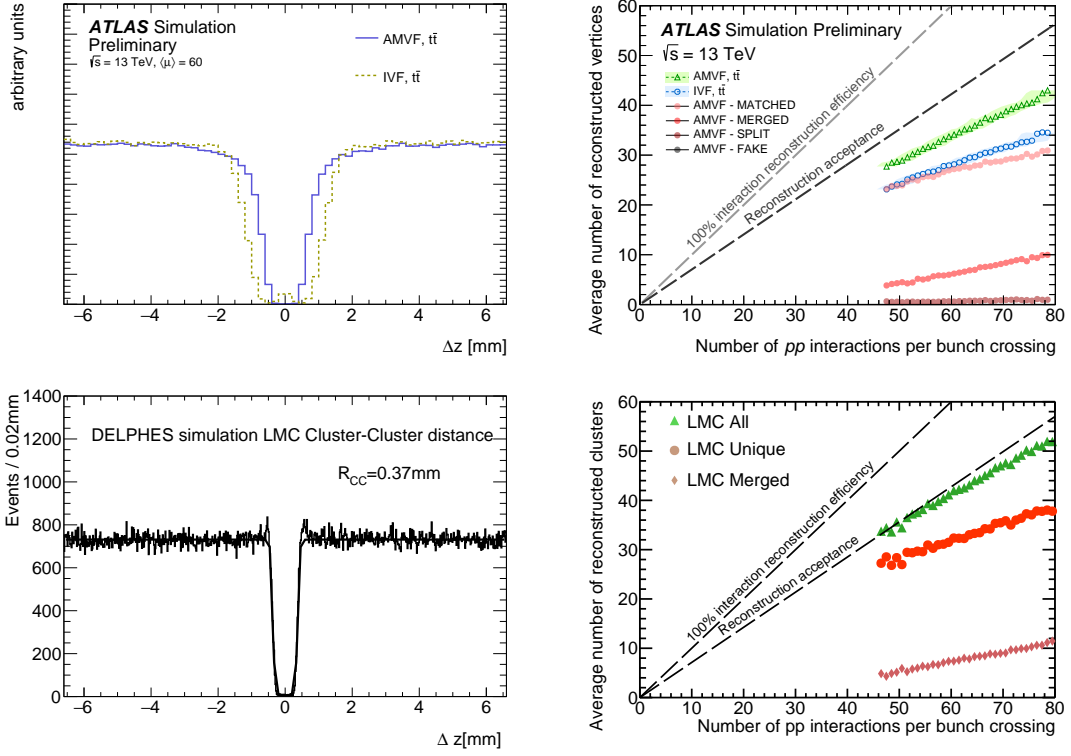 ATLAS Simulation
Preliminary
√s = 13 TeV, ⟨μ⟩ = 60
AMVF, tt̄
IVF, tt̄
arbitrary units
−6 −4 −2 0 2 4 6
Δz [mm]
ATLAS Simulation Preliminary
√s = 13 TeV
AMVF, tt̄
IVF, tt̄
AMVF - MATCHED
AMVF - MERGED
AMVF - SPLIT
AMVF - FAKE
100% interaction reconstruction efficiency
Reconstruction acceptance
Average number of reconstructed vertices
60
50
40
30
20
10
0
0 10 20 30 40 50 60 70 80
Number of pp interactions per bunch crossing
DELPHES simulation LMC Cluster-Cluster distance
R_CC=0.37mm
Events / 0.02mm
1400
1200
1000
800
600
400
200
0
−6 −4 −2 0 2 4 6
Δ z[mm]
LMC All
LMC Unique
LMC Merged
100% interaction reconstruction efficiency
Reconstruction acceptance
Average number of reconstructed clusters
60
50
40
30
20
10
0
0 10 20 30 40 50 60 70 80
Number of pp interactions per bunch crossing